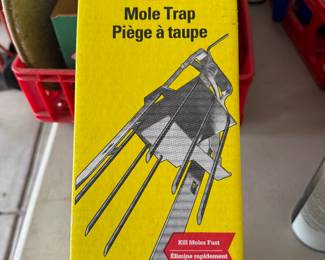 Mole Trap
Piège à taupe
Kill Moles Fast
Élimine rapidement